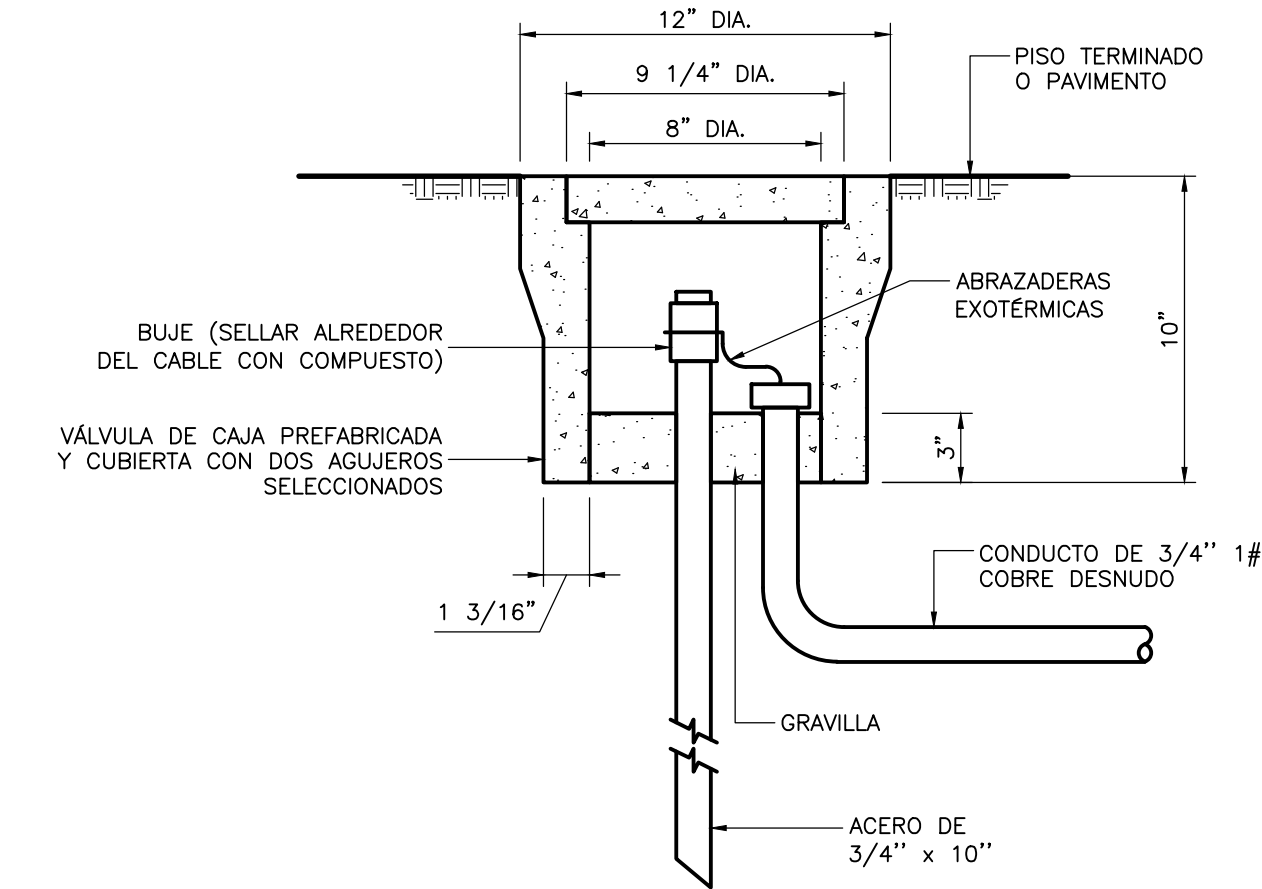 12” DIA.
9 1/4” DIA.
8” DIA.
PISO TERMINADO
O PAVIMENTO
ABRAZADERAS
EXOTÉRMICAS
10”
BUJE (SELLAR ALREDEDOR
DEL CABLE CON COMPUESTO)
VÁLVULA DE CAJA PREFABRICADA
Y CUBIERTA CON DOS AGUJEROS
SELECCIONADOS
3”
CONDUCTO DE 3/4’’ 1#
COBRE DESNUDO
1 3/16”
GRAVILLA
ACERO DE
3/4’’ x 10’’